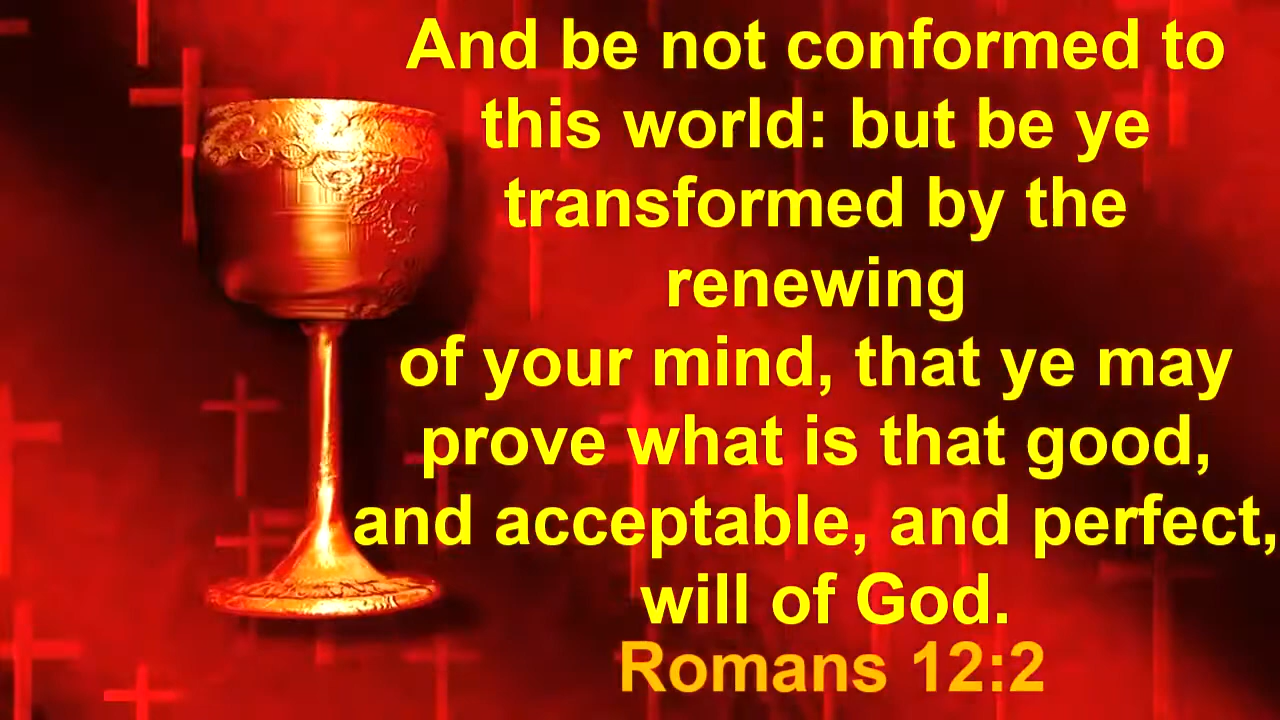 And be not conformed to
this world: but be ye
transformed by the
renewing
of your mind, that ye may
prove what is that good,
and acceptable, and perfect,
will of God.
Romans 12:2